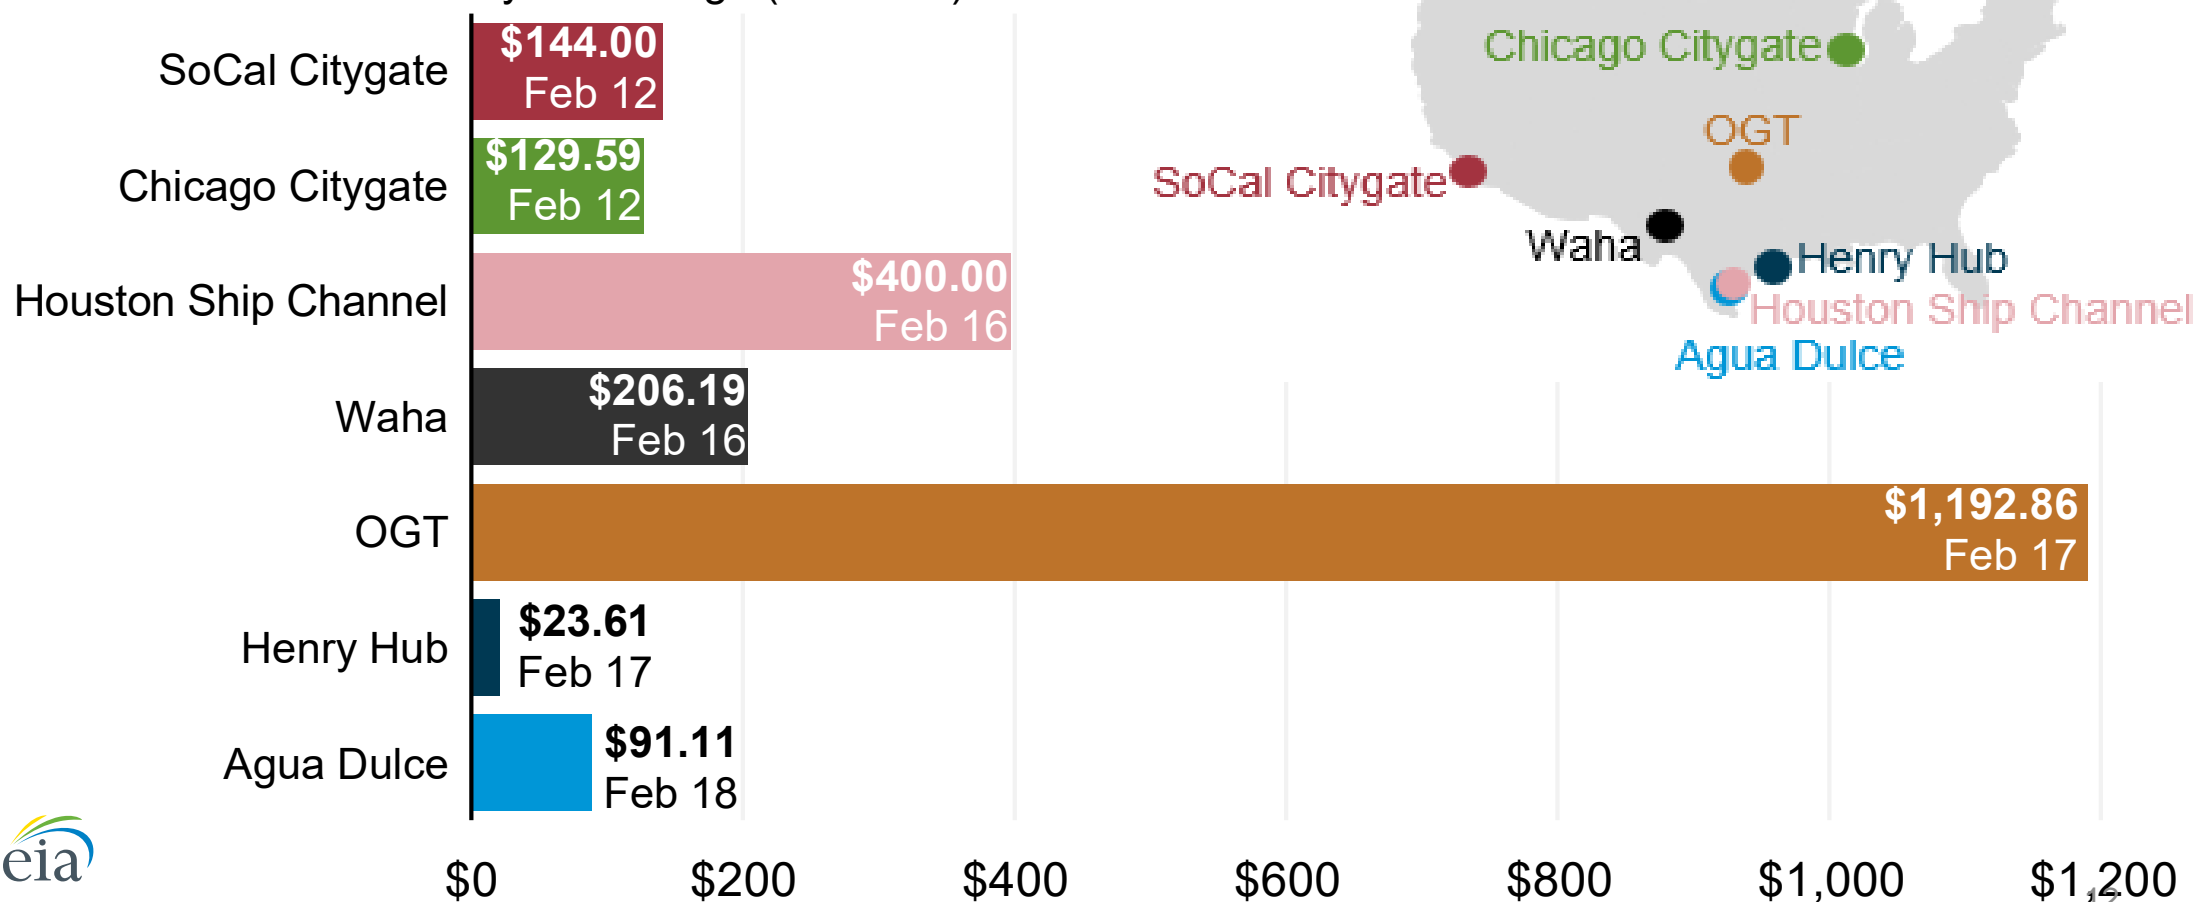 SoCal Citygate
$144.00
Feb 12
Chicago Citygate
$129.59
Feb 12
Houston Ship Channel
$400.00
Feb 16
Waha
$206.19
Feb 16
OGT
$1,192.86
Feb 17
Henry Hub
$23.61
Feb 17
Agua Dulce
$91.11
Feb 18
$0
$200
$400
$600
$800
$1,000
$1,200
Chicago Citygate
OGT
SoCal Citygate
Waha
Henry Hub
Houston Ship Channel
Agua Dulce
eia